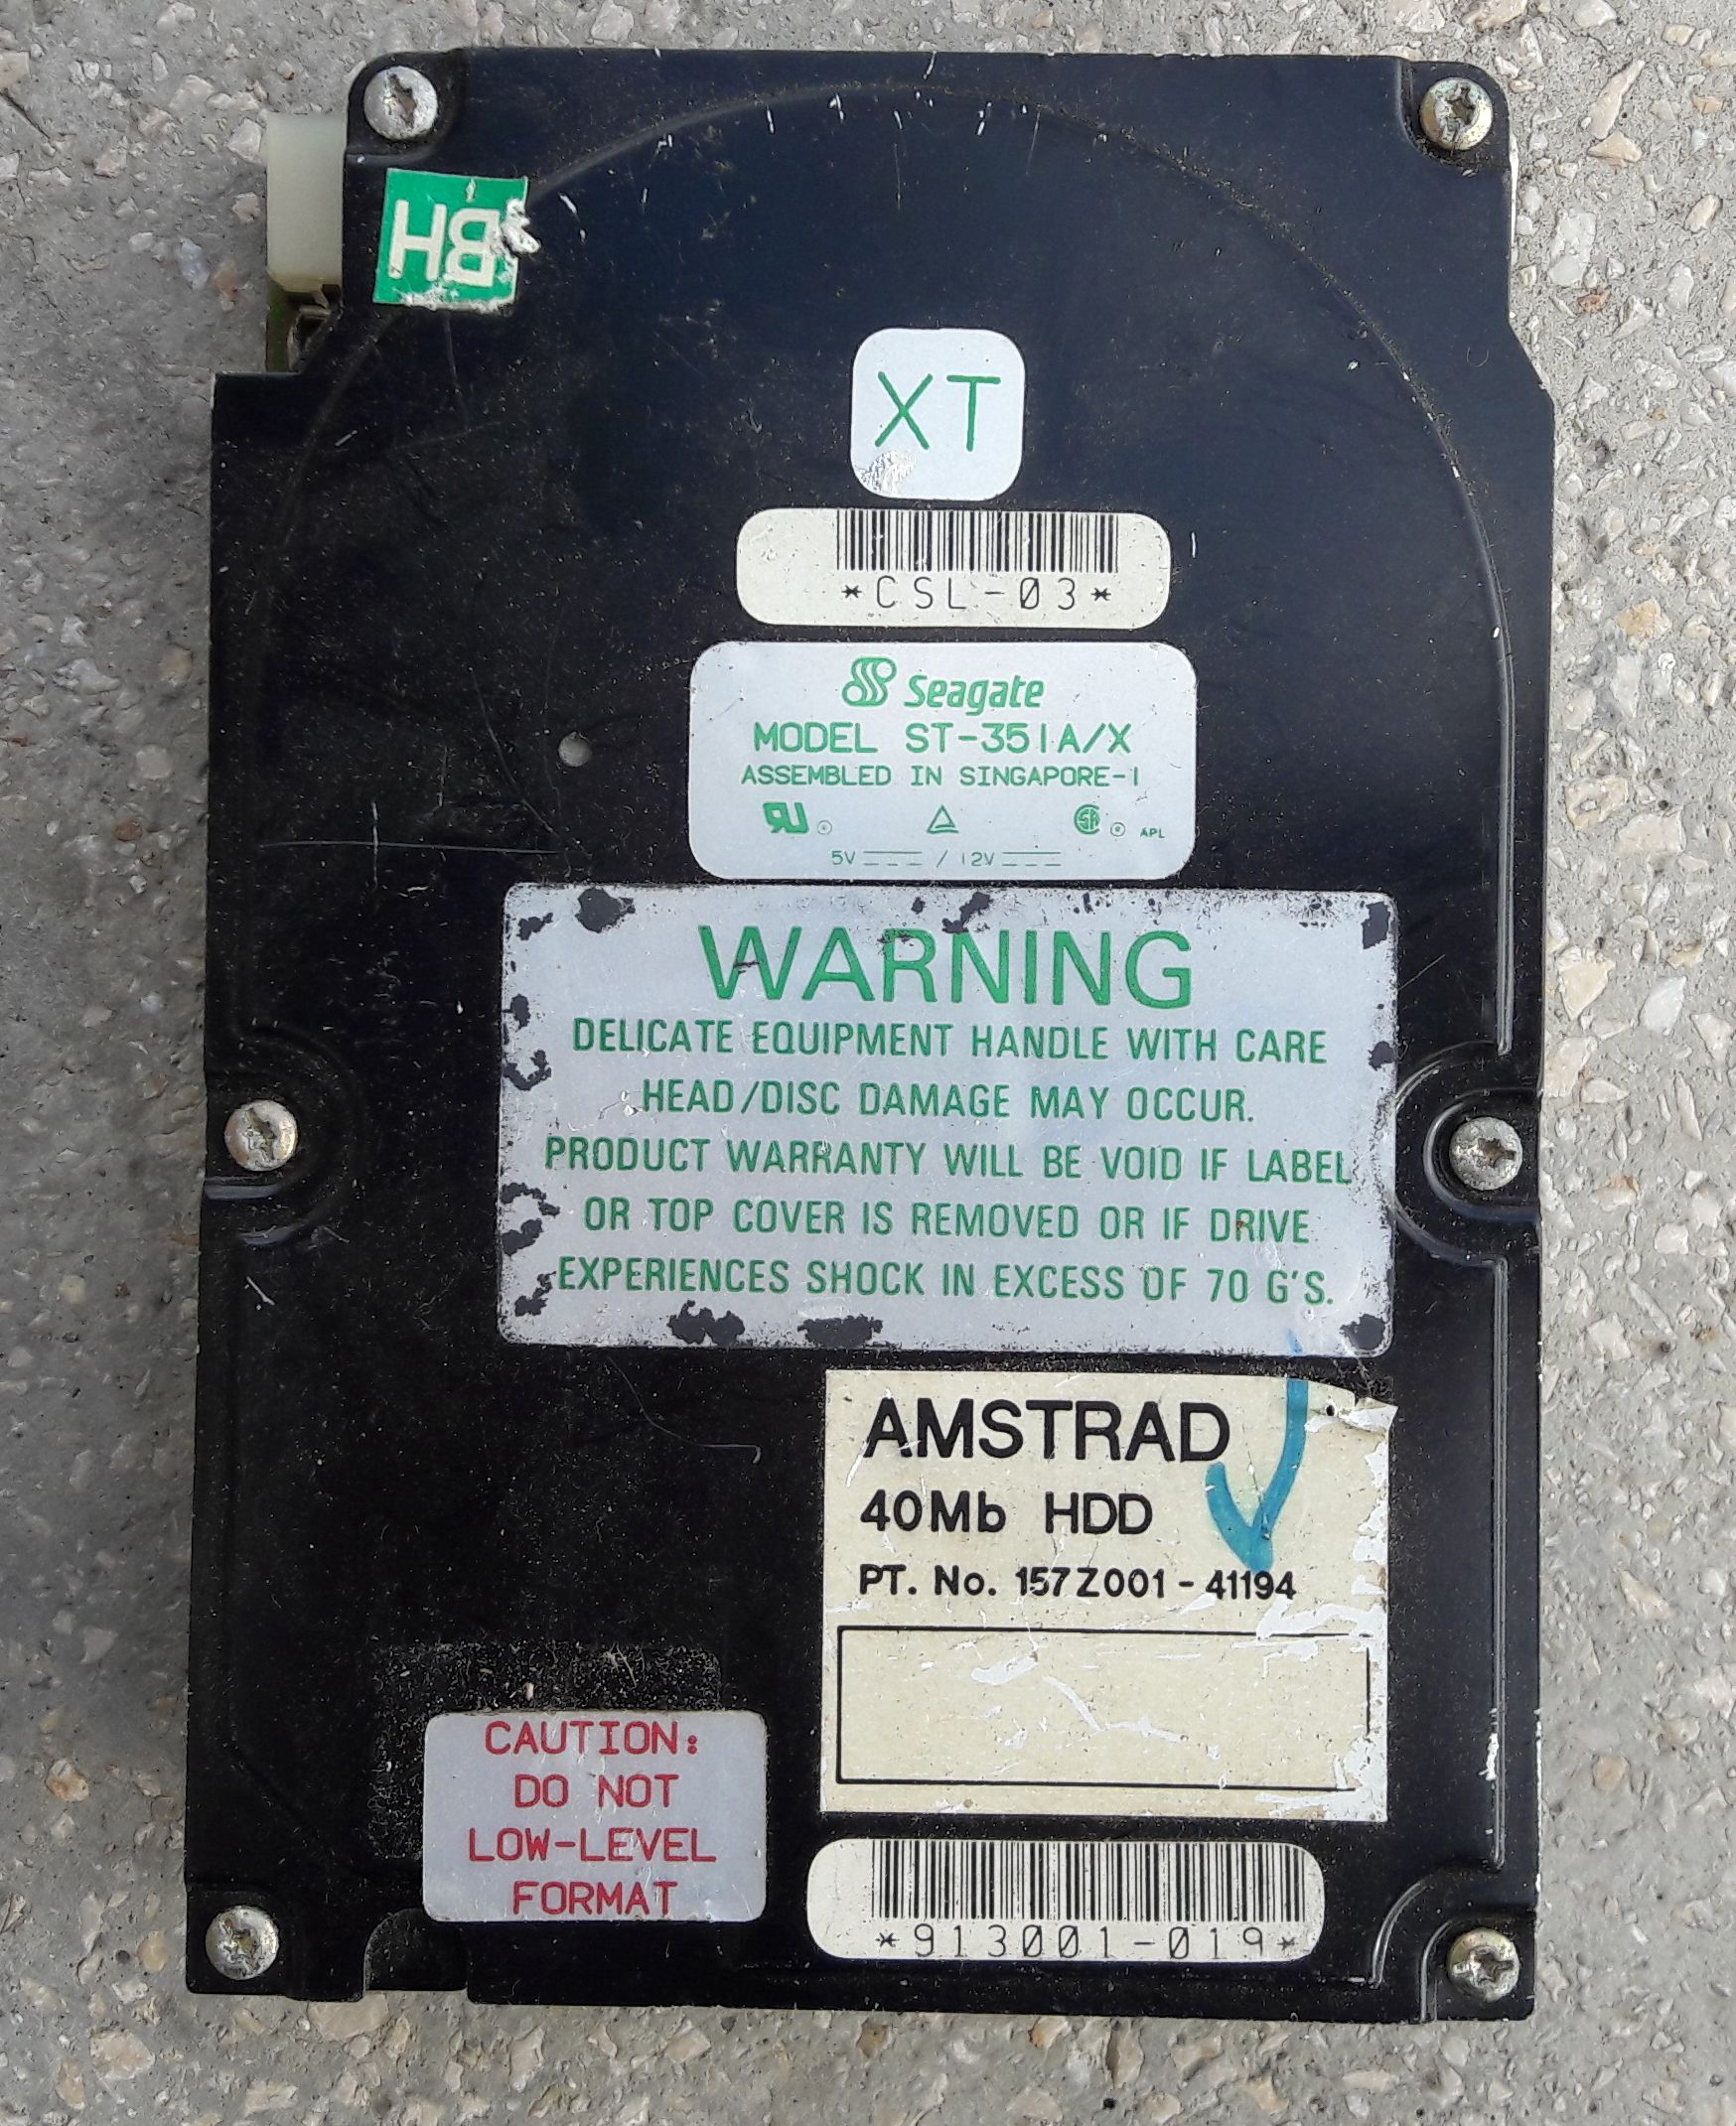 BH
XT
*CSL-03*
Seagate
MODEL ST-351A/X
ASSEMBLED IN SINGAPORE-1
5V / 12V
APL
WARNING
DELICATE EQUIPMENT HANDLE WITH CARE
HEAD/DISC DAMAGE MAY OCCUR.
PRODUCT WARRANTY WILL BE VOID IF LABEL
OR TOP COVER IS REMOVED OR IF DRIVE
EXPERIENCES SHOCK IN EXCESS OF 70 G'S.
AMSTRAD
40Mb HDD
PT. No. 157Z001-41194
CAUTION:
DO NOT
LOW-LEVEL
FORMAT
*913001-019*